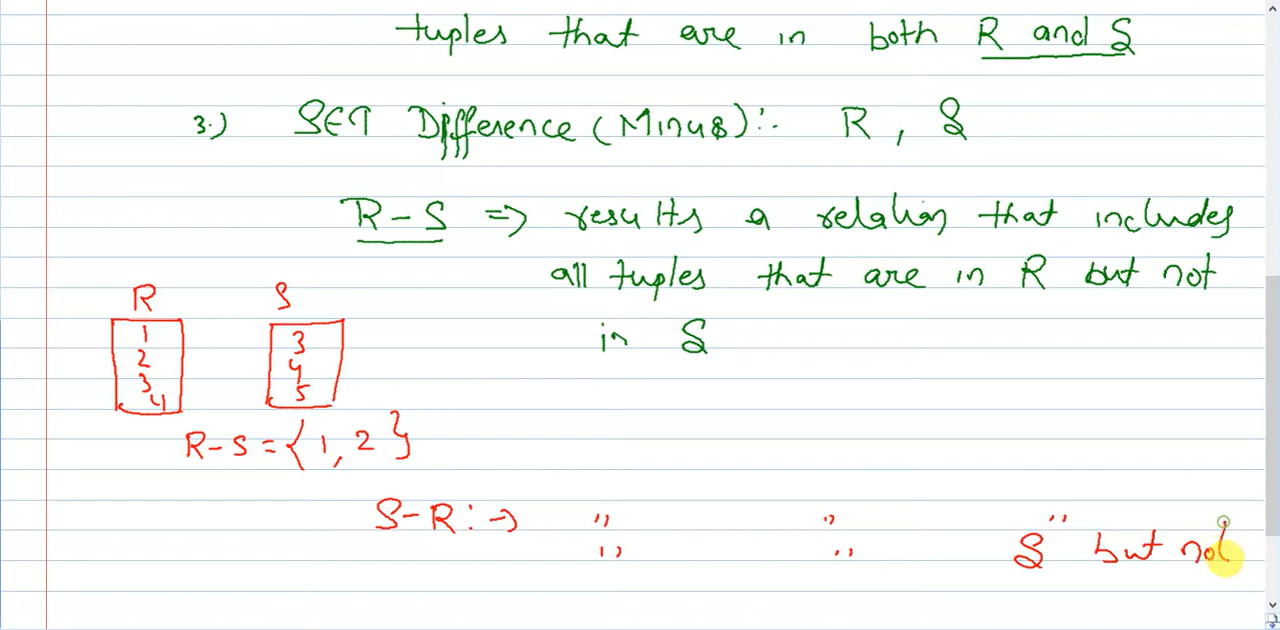 tuples that are in both R and S
3.) SET Difference (Minus):- R, S
R-S => results a relation that includes
all tuples that are in R but not
in S
R S
1 3
2 4
3 5
4
R-S = {1, 2}
S-R: → " " "
" " S but not